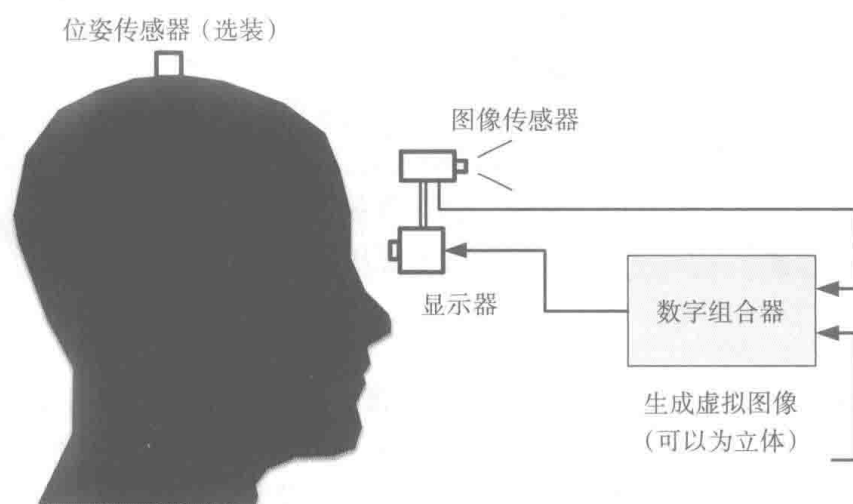 位姿传感器（选装）
图像传感器
显示器
数字组合器
生成虚拟图像
（可以为立体）